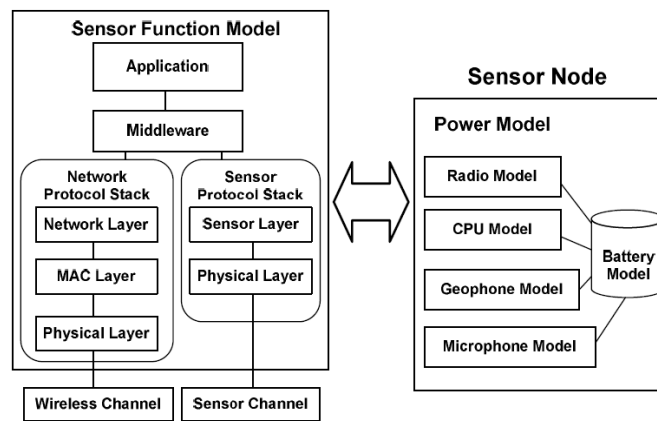 Sensor Function Model
Application
Middleware
Network
Protocol Stack
Network Layer
MAC Layer
Physical Layer
Sensor
Protocol Stack
Sensor Layer
Physical Layer
Wireless Channel
Sensor Channel
Sensor Node
Power Model
Radio Model
CPU Model
Geophone Model
Microphone Model
Battery
Model